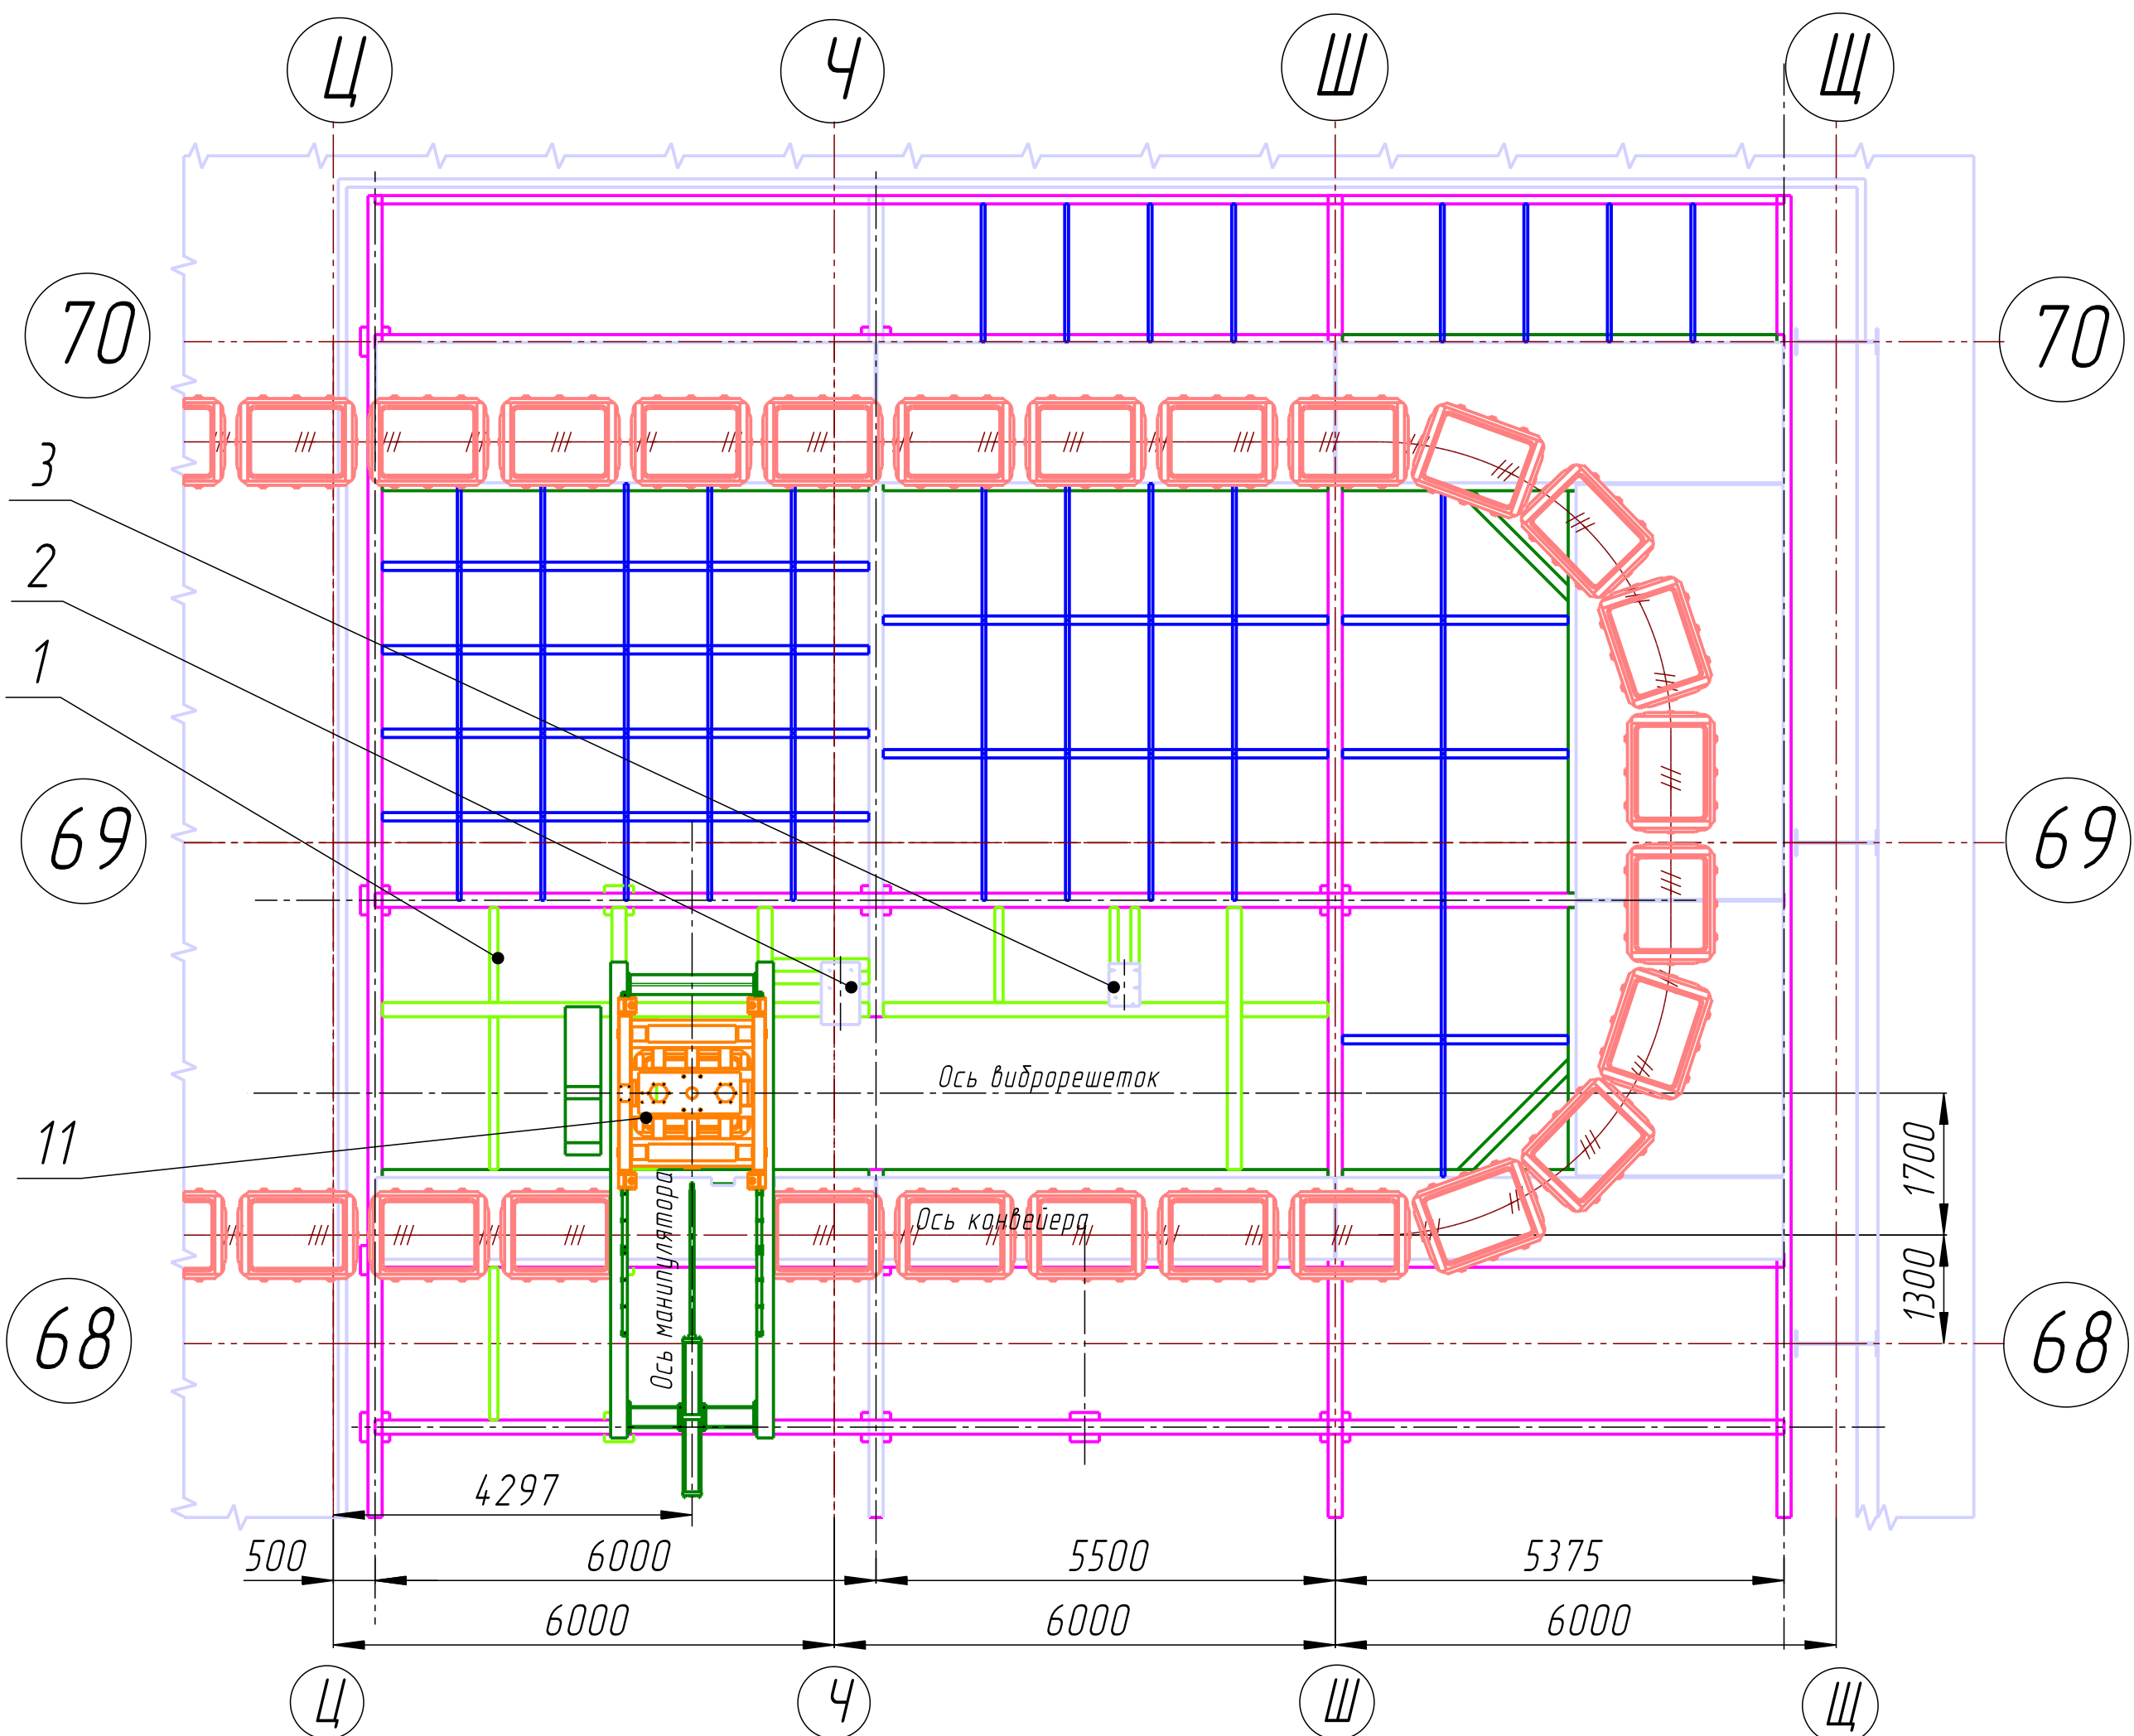 Ц Ч Ш Щ
70 70
3
2
1
69 69
Ось виброрешеток
11
1700
Ось манипулятора
Ось конвейера
1300
68 68
4297
500 6000 5500 5375
6000 6000 6000
Ц Ч Ш Щ